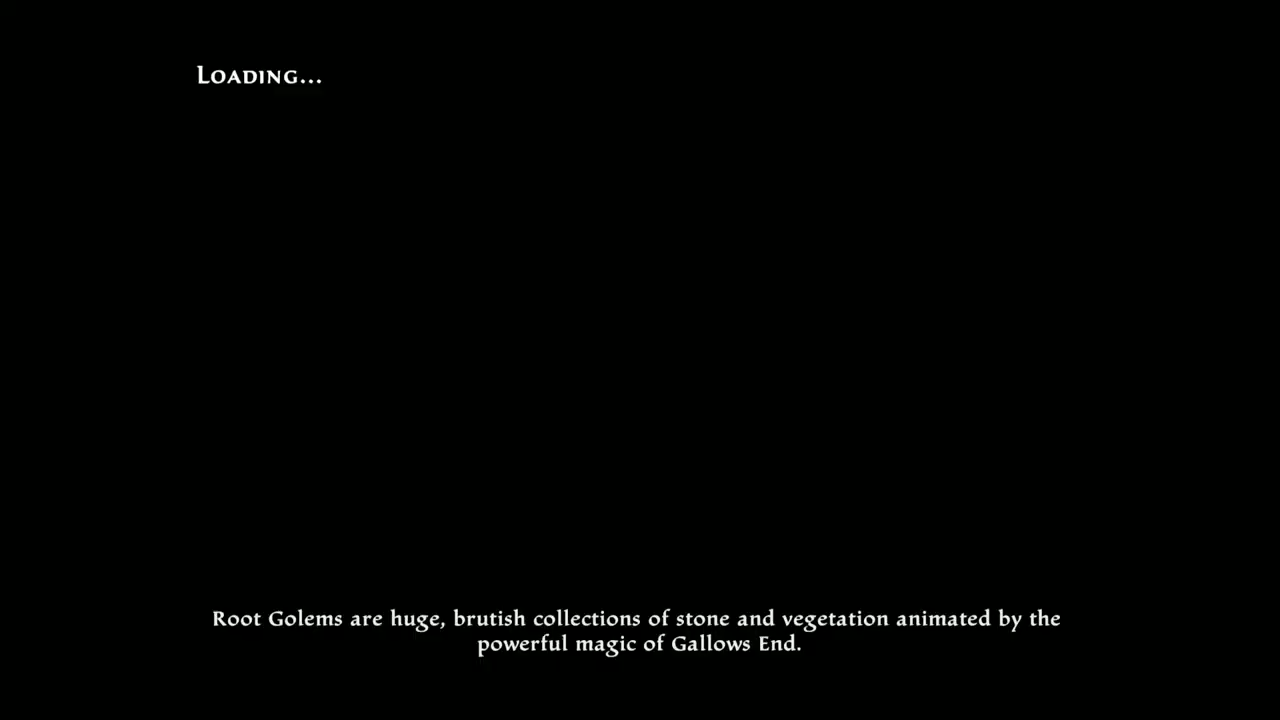 Loading...
Root Golems are huge, brutish collections of stone and vegetation animated by the
powerful magic of Gallows End.